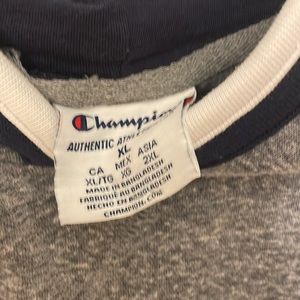 Champion
AUTHENTIC
XL
CA MEX ASIA
XL/TG XG 2XL
MADE IN BANGLADESH
FABRIQUÉ AU BANGLADESH
HECHO EN BANGLADESH
CHAMPION.COM